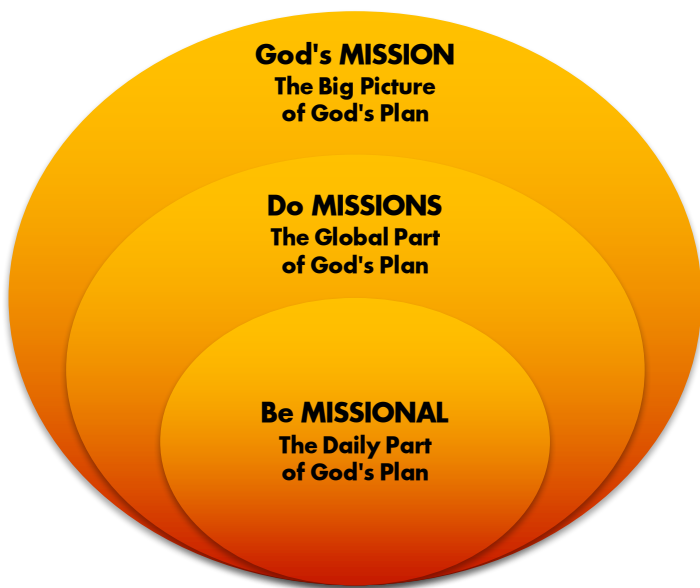 God's MISSION
The Big Picture
of God's Plan
Do MISSIONS
The Global Part
of God's Plan
Be MISSIONAL
The Daily Part
of God's Plan